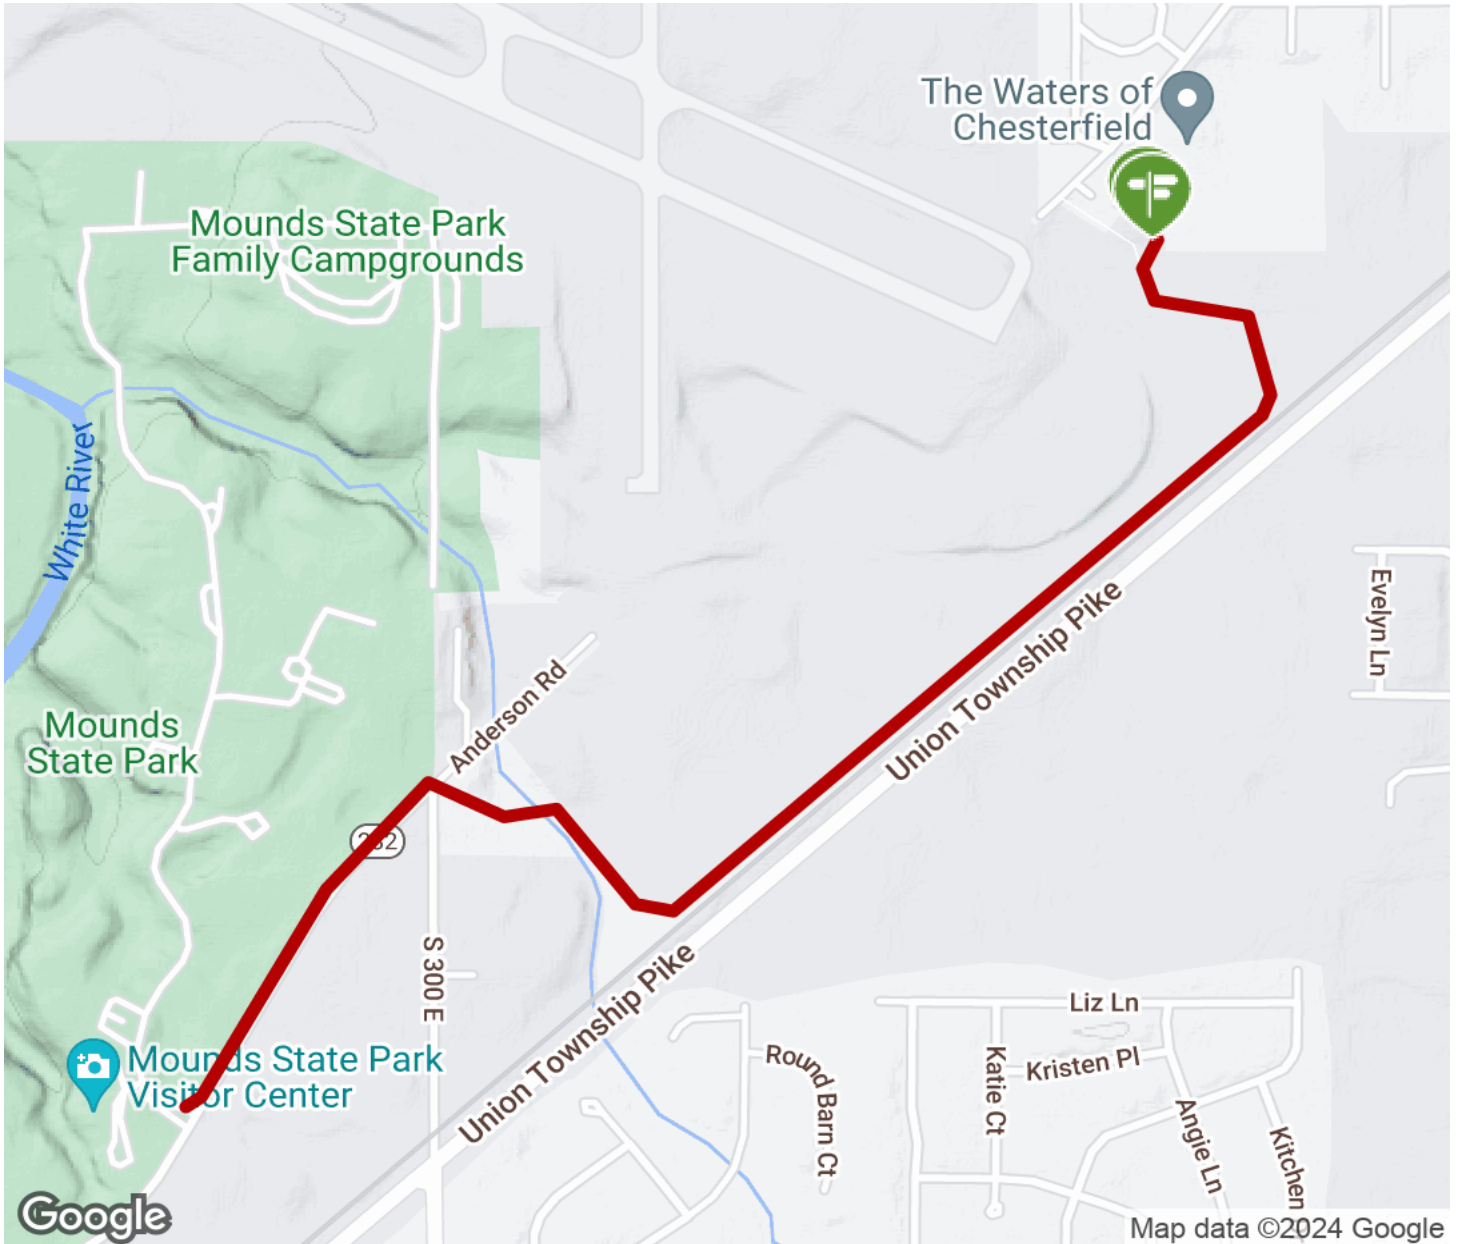 The Waters of
Chesterfield
Mounds State Park
Family Campgrounds
White River
Evelyn Ln
Anderson Rd
Union Township Pike
Mounds
State Park
232
S 300 E
Union Township Pike
Liz Ln
Round Barn Ct
Katie Ct
Kristen Pl
Mounds State Park
Visitor Center
Angie Ln
Kitchen
Google
Map data ©2024 Google